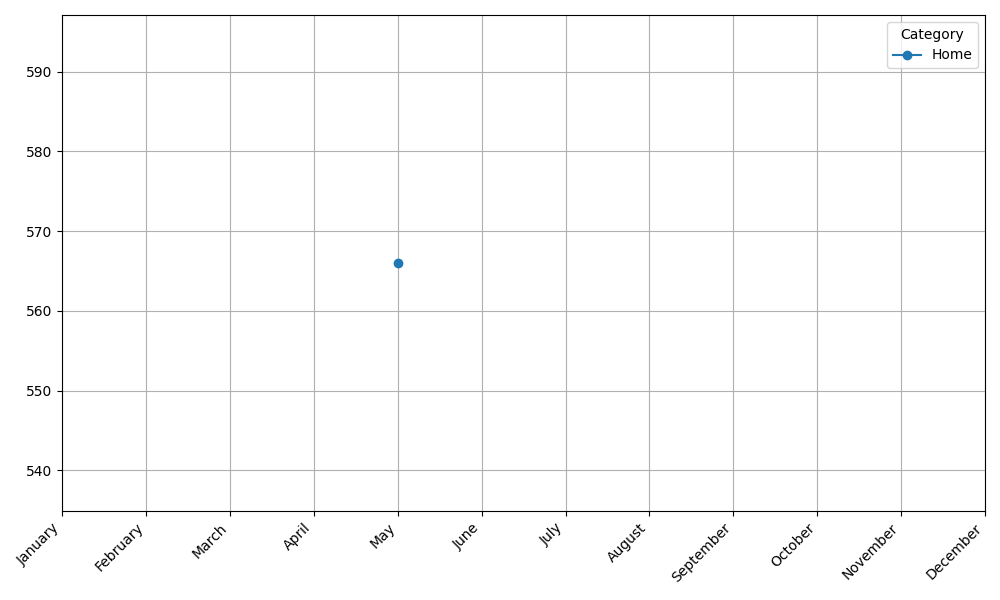 Category
Home
590
580
570
560
550
540
January
February
March
April
May
June
July
August
September
October
November
December